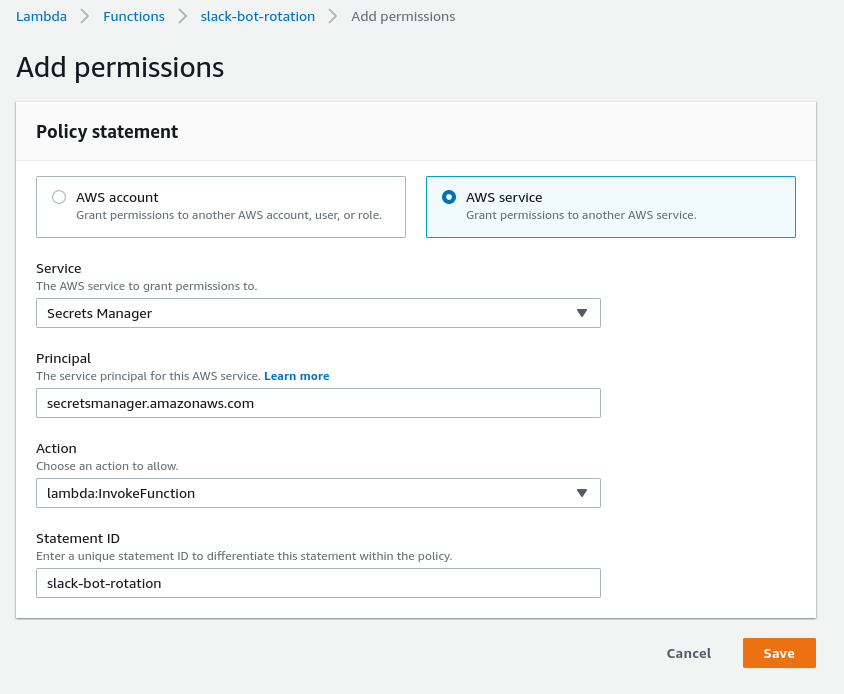 Lambda > Functions > slack-bot-rotation > Add permissions
Add permissions
Policy statement
AWS account
Grant permissions to another AWS account, user, or role.
AWS service
Grant permissions to another AWS service.
Service
The AWS service to grant permissions to.
Secrets Manager
Principal
The service principal for this AWS service. Learn more
secretsmanager.amazonaws.com
Action
Choose an action to allow.
lambda:InvokeFunction
Statement ID
Enter a unique statement ID to differentiate this statement within the policy.
slack-bot-rotation
Cancel
Save